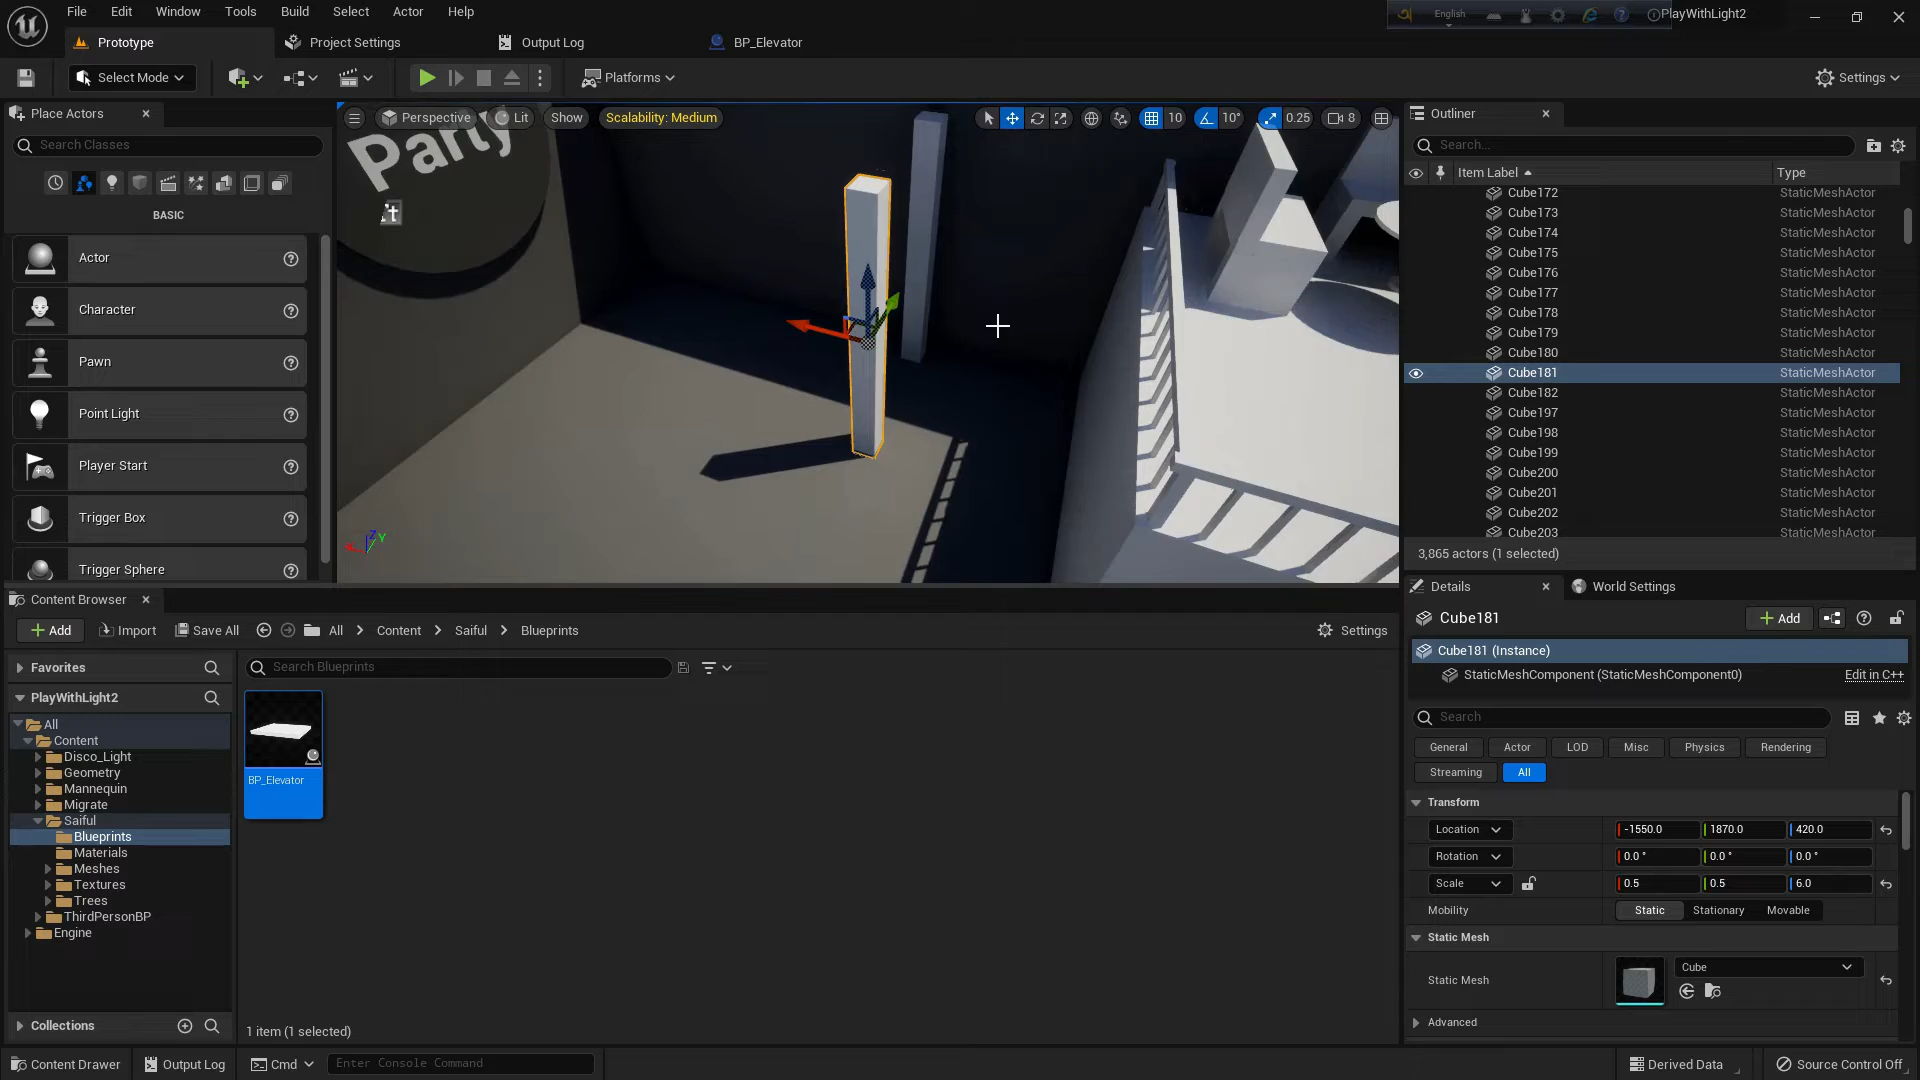 File Edit Window Tools Build Select Actor Help
English
PlayWithLight2
Prototype Project Settings Output Log BP_Elevator
Select Mode Platforms Settings
Place Actors
Search Classes
BASIC
Actor
Character
Pawn
Point Light
Player Start
Trigger Box
Trigger Sphere
Perspective Lit Show Scalability: Medium 10 10° 0.25 8
Party
Outliner
Search...
Item Label Type
Cube172 StaticMeshActor
Cube173 StaticMeshActor
Cube174 StaticMeshActor
Cube175 StaticMeshActor
Cube176 StaticMeshActor
Cube177 StaticMeshActor
Cube178 StaticMeshActor
Cube179 StaticMeshActor
Cube180 StaticMeshActor
Cube181 StaticMeshActor
Cube182 StaticMeshActor
Cube197 StaticMeshActor
Cube198 StaticMeshActor
Cube199 StaticMeshActor
Cube200 StaticMeshActor
Cube201 StaticMeshActor
Cube202 StaticMeshActor
Cube203 StaticMeshActor
3,865 actors (1 selected)
Z Y
Content Browser
Add Import Save All All Content Saiful Blueprints Settings
Favorites
PlayWithLight2
All
Content
Disco_Light
Geometry
Mannequin
Migrate
Saiful
Blueprints
Materials
Meshes
Textures
Trees
ThirdPersonBP
Engine
Collections
Search Blueprints
BP_Elevator
1 item (1 selected)
Details World Settings
Cube181 Add
Cube181 (Instance)
StaticMeshComponent (StaticMeshComponent0) Edit in C++
Search
General Actor LOD Misc Physics Rendering
Streaming All
Transform
Location -1550.0 1870.0 420.0
Rotation 0.0 ° 0.0 ° 0.0 °
Scale 0.5 0.5 6.0
Mobility Static Stationary Movable
Static Mesh
Static Mesh Cube
Advanced
Content Drawer Output Log Cmd Enter Console Command Derived Data Source Control Off